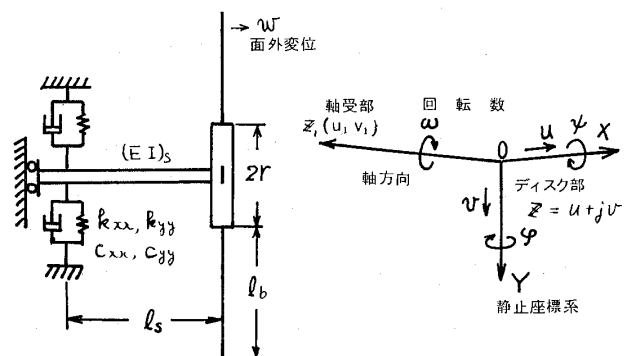 w
面外変位
(EI)s
2r
kxx, kyy
cxx, cyy
ls
lb
軸受部
Z₁(u₁ v₁)
回転数
ω
軸方向
O
u
ψ
X
ディスク部
Z = u+jv
v
φ
Y
静止座標系